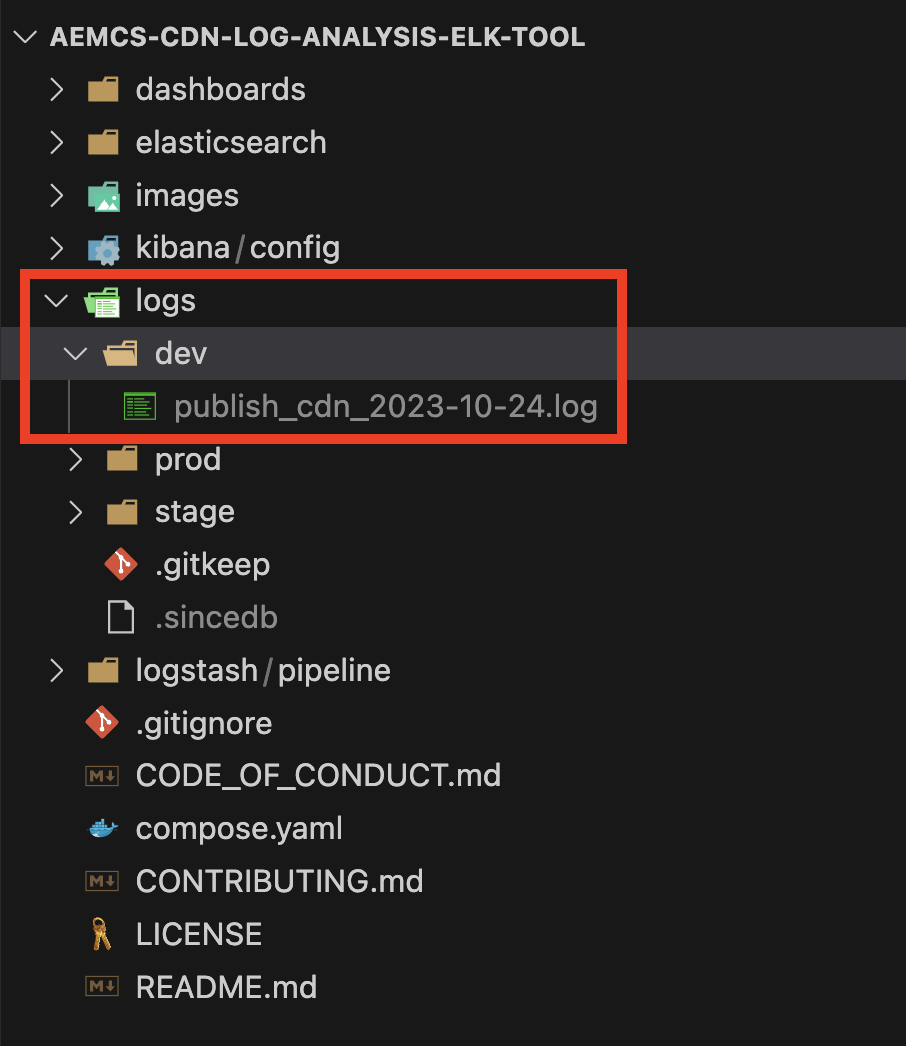 AEMCS-CDN-LOG-ANALYSIS-ELK-TOOL
dashboards
elasticsearch
images
kibana/config
logs
dev
publish_cdn_2023-10-24.log
prod
stage
.gitkeep
.sincedb
logstash/pipeline
.gitignore
CODE_OF_CONDUCT.md
compose.yaml
CONTRIBUTING.md
LICENSE
README.md